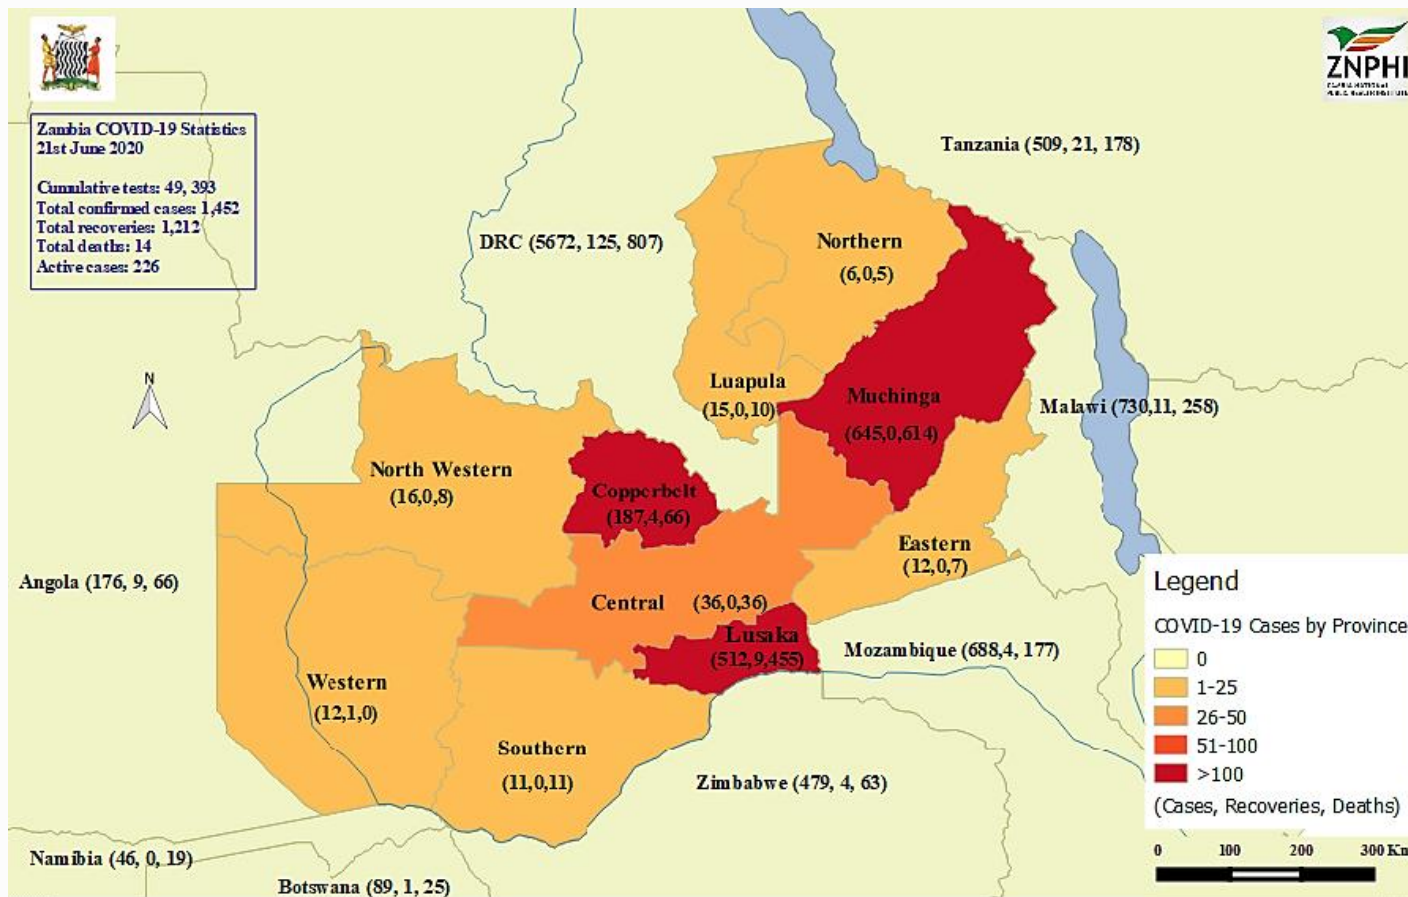 ZNPHI
Zambia COVID-19 Statistics
21st June 2020
Cumulative tests: 49, 393
Total confirmed cases: 1,452
Total recoveries: 1,212
Total deaths: 14
Active cases: 226
Tanzania (509, 21, 178)
DRC (5672, 125, 807)
Northern
(6,0,5)
Luapula
(15,0,10)
Muchinga
(645,0,614)
Malawi (730,11, 258)
North Western
(16,0,8)
Copperbelt
(187,4,66)
Eastern
(12,0,7)
Angola (176, 9, 66)
Central (36,0,36)
Lusaka
(512,9,455)
Mozambique (688,4, 177)
Western
(12,1,0)
Southern
(11,0,11)
Zimbabwe (479, 4, 63)
Namibia (46, 0, 19)
Botswana (89, 1, 25)
N
Legend
COVID-19 Cases by Province
0
1-25
26-50
51-100
>100
(Cases, Recoveries, Deaths)
0 100 200 300 Km